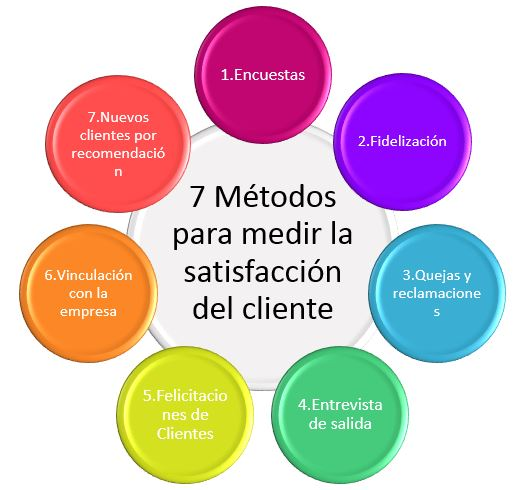 1.Encuestas
2.Fidelización
3.Quejas y
reclamacione
s
4.Entrevista
de salida
5.Felicitacio
nes de
Clientes
6.Vinculación
con la
empresa
7.Nuevos
clientes por
recomendació
n
7 Métodos
para medir la
satisfacción
del cliente